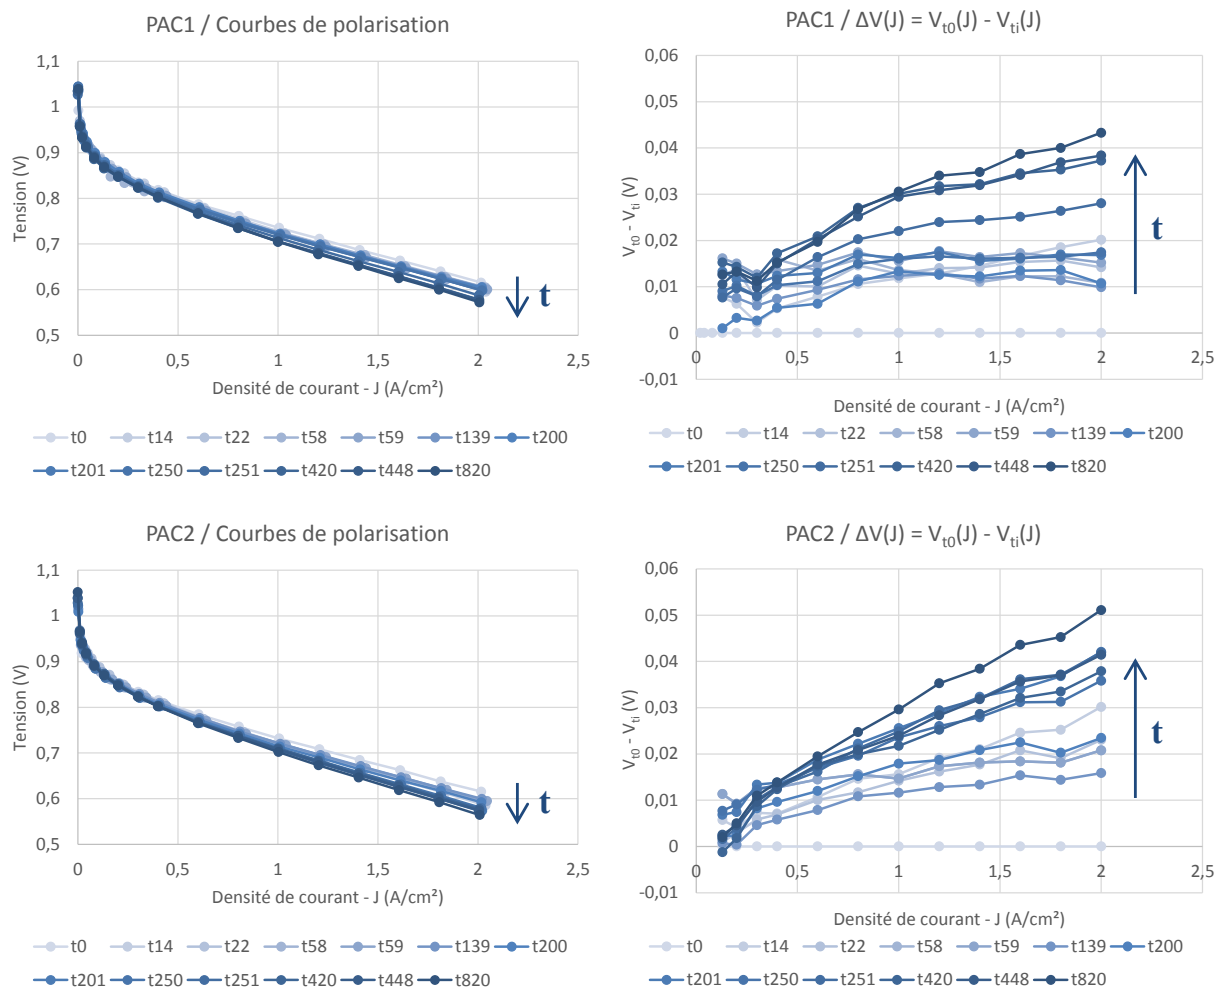 PAC1 / Courbes de polarisation
1,1
1
0,9
0,8
0,7
0,6
0,5
Tension (V)
0
0,5
1
1,5
2
2,5
Densité de courant - J (A/cm²)
t
t0
t14
t22
t58
t59
t139
t200
t201
t250
t251
t420
t448
t820
PAC1 / ΔV(J) = Vt0(J) - Vti(J)
0,06
0,05
0,04
0,03
0,02
0,01
0
-0,01
Vt0 - Vti (V)
0
0,5
1
1,5
2
2,5
Densité de courant - J (A/cm²)
t
t0
t14
t22
t58
t59
t139
t200
t201
t250
t251
t420
t448
t820
PAC2 / Courbes de polarisation
1,1
1
0,9
0,8
0,7
0,6
0,5
Tension (V)
0
0,5
1
1,5
2
2,5
Densité de courant - J (A/cm²)
t
t0
t14
t22
t58
t59
t139
t200
t201
t250
t251
t420
t448
t820
PAC2 / ΔV(J) = Vt0(J) - Vti(J)
0,06
0,05
0,04
0,03
0,02
0,01
0
-0,01
Vt0 - Vti (V)
0
0,5
1
1,5
2
2,5
Densité de courant - J (A/cm²)
t
t0
t14
t22
t58
t59
t139
t200
t201
t250
t251
t420
t448
t820